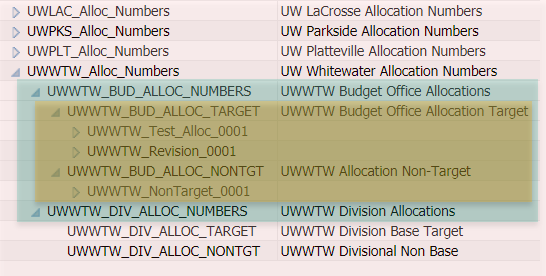 UWLAC_Alloc_Numbers UW LaCrosse Allocation Numbers
UWPKS_Alloc_Numbers UW Parkside Allocation Numbers
UWPLT_Alloc_Numbers UW Platteville Allocation Numbers
UWWTW_Alloc_Numbers UW Whitewater Allocation Numbers
UWWTW_BUD_ALLOC_NUMBERS UWWTW Budget Office Allocations
UWWTW_BUD_ALLOC_TARGET UWWTW Budget Office Allocation Target
UWWTW_Test_Alloc_0001
UWWTW_Revision_0001
UWWTW_BUD_ALLOC_NONTGT UWWTW Allocation Non-Target
UWWTW_NonTarget_0001
UWWTW_DIV_ALLOC_NUMBERS UWWTW Division Allocations
UWWTW_DIV_ALLOC_TARGET UWWTW Division Base Target
UWWTW_DIV_ALLOC_NONTGT UWWTW Divisional Non Base